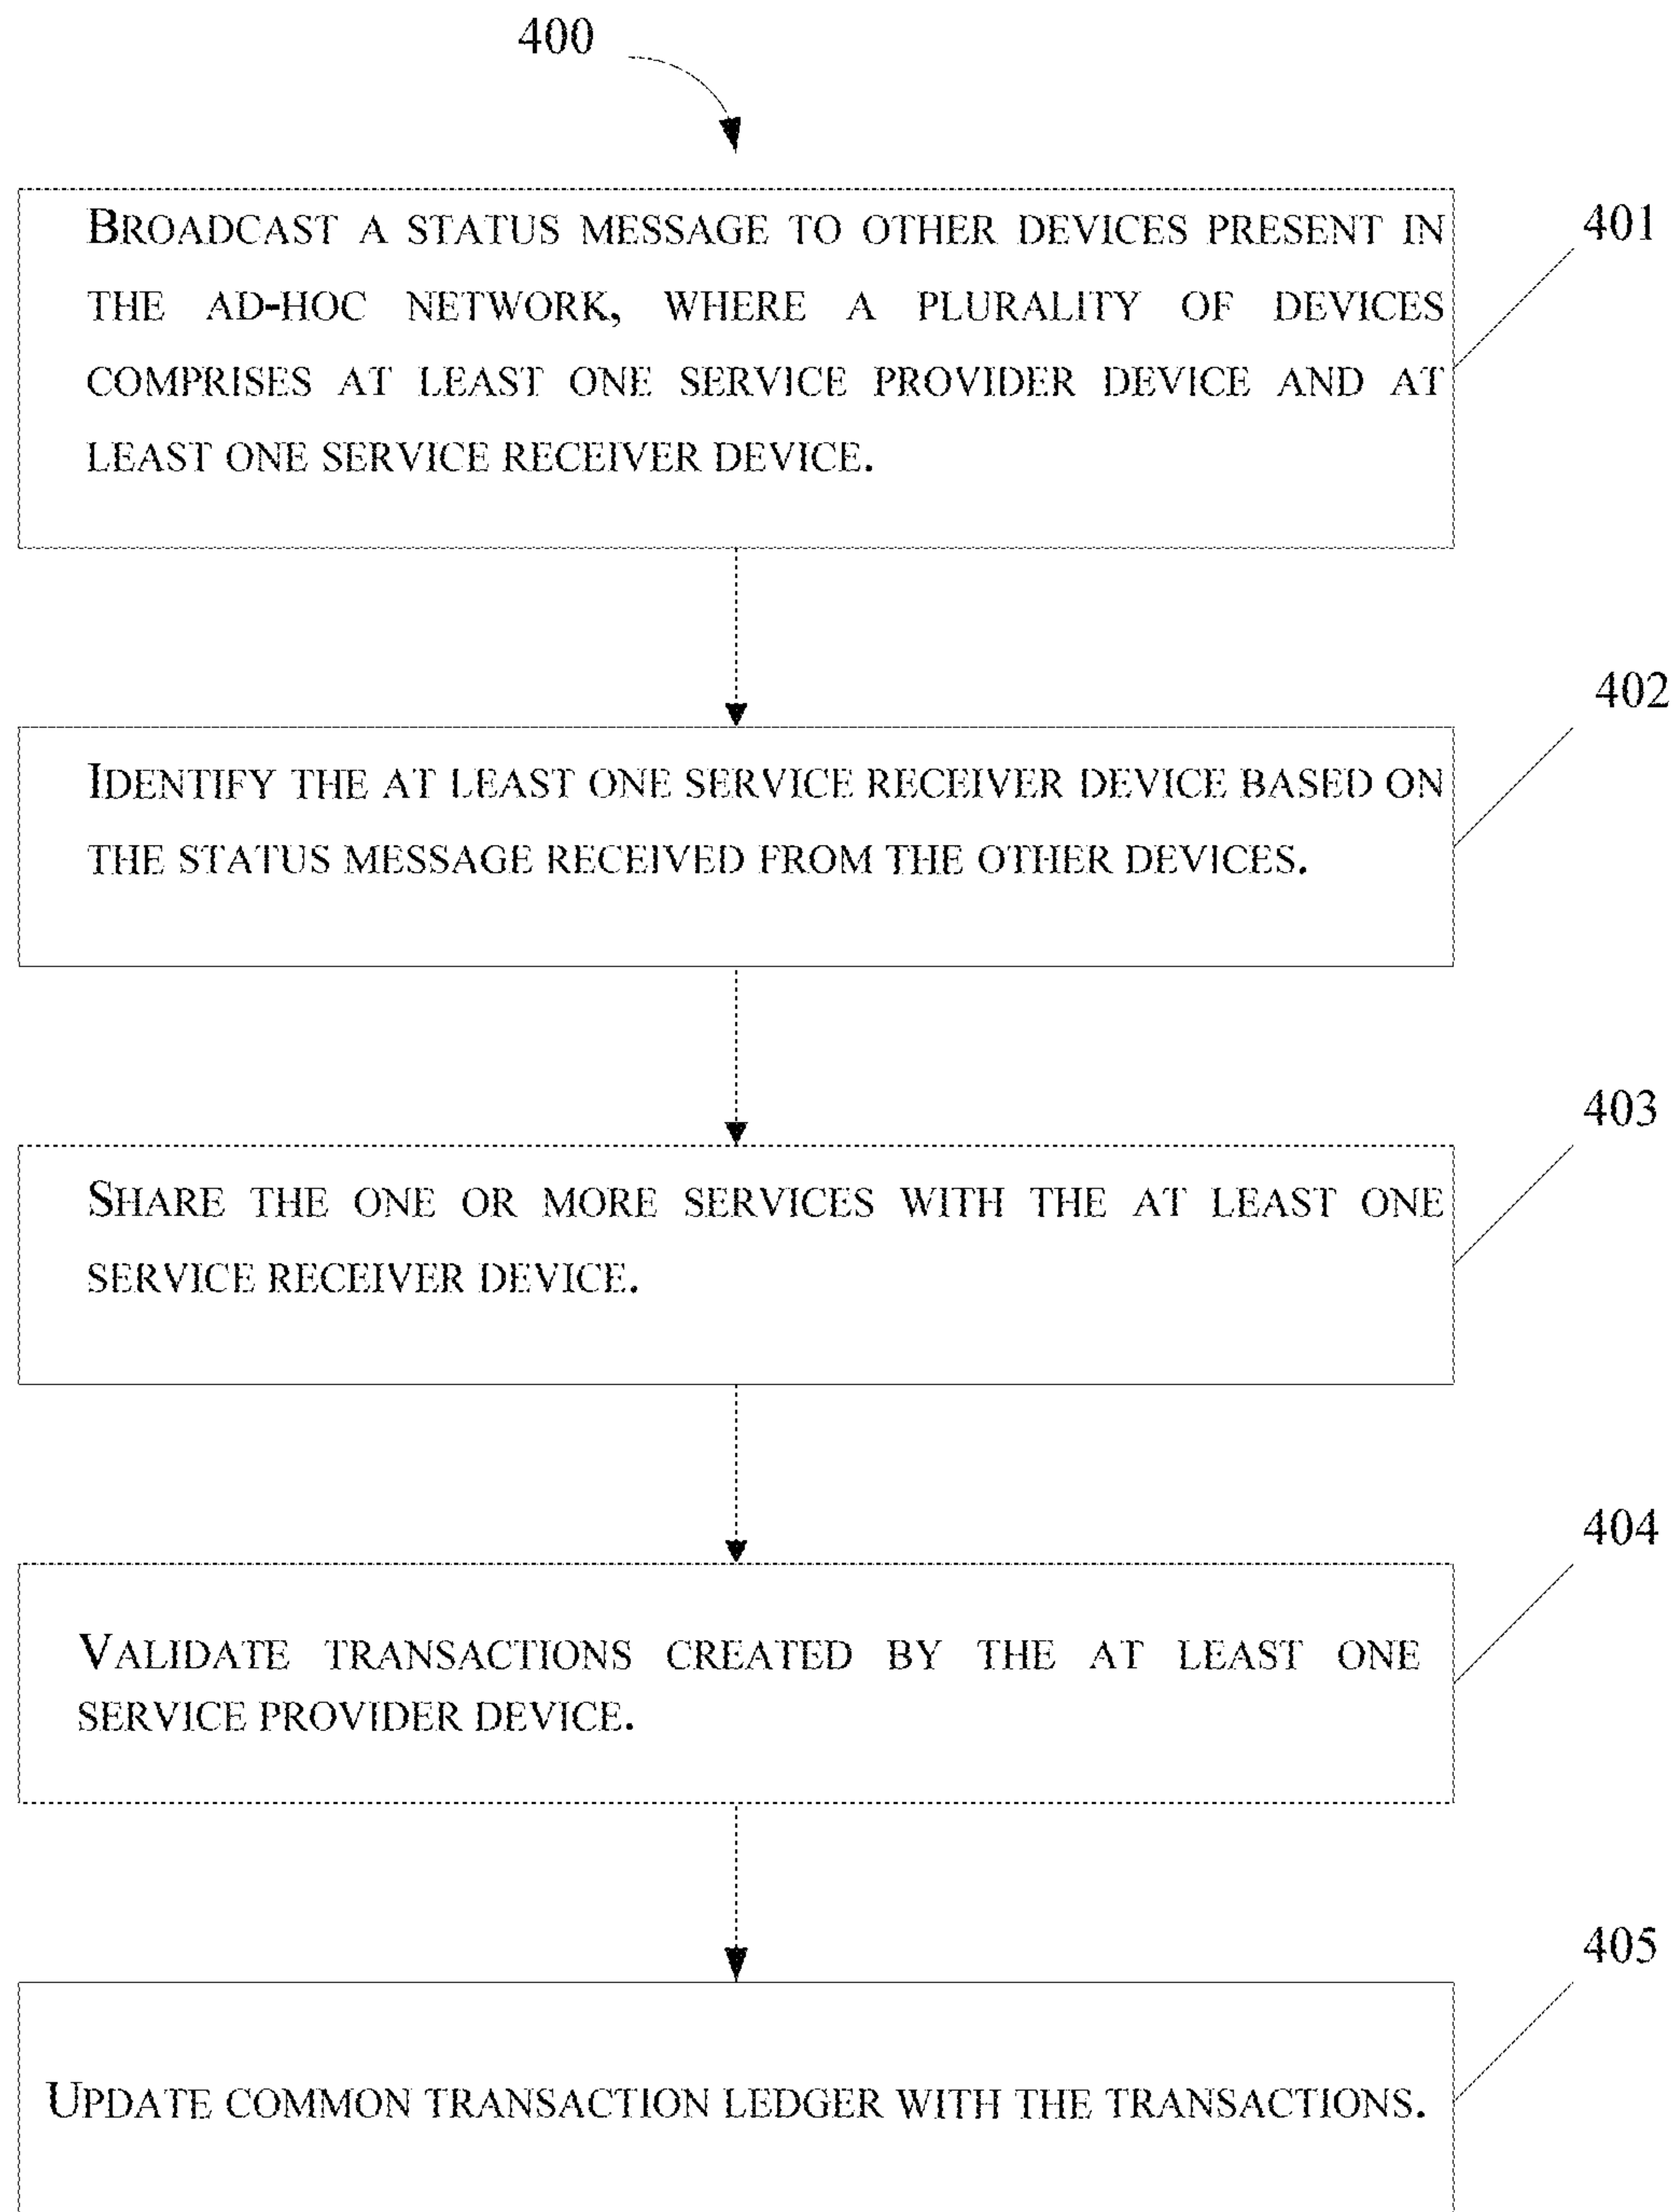 400
BROADCAST A STATUS MESSAGE TO OTHER DEVICES PRESENT IN
THE AD-HOC NETWORK, WHERE A PLURALITY OF DEVICES
COMPRISES AT LEAST ONE SERVICE PROVIDER DEVICE AND AT
LEAST ONE SERVICE RECEIVER DEVICE.
401
IDENTIFY THE AT LEAST ONE SERVICE RECEIVER DEVICE BASED ON
THE STATUS MESSAGE RECEIVED FROM THE OTHER DEVICES.
402
SHARE THE ONE OR MORE SERVICES WITH THE AT LEAST ONE
SERVICE RECEIVER DEVICE.
403
VALIDATE TRANSACTIONS CREATED BY THE AT LEAST ONE
SERVICE PROVIDER DEVICE.
404
UPDATE COMMON TRANSACTION LEDGER WITH THE TRANSACTIONS.
405